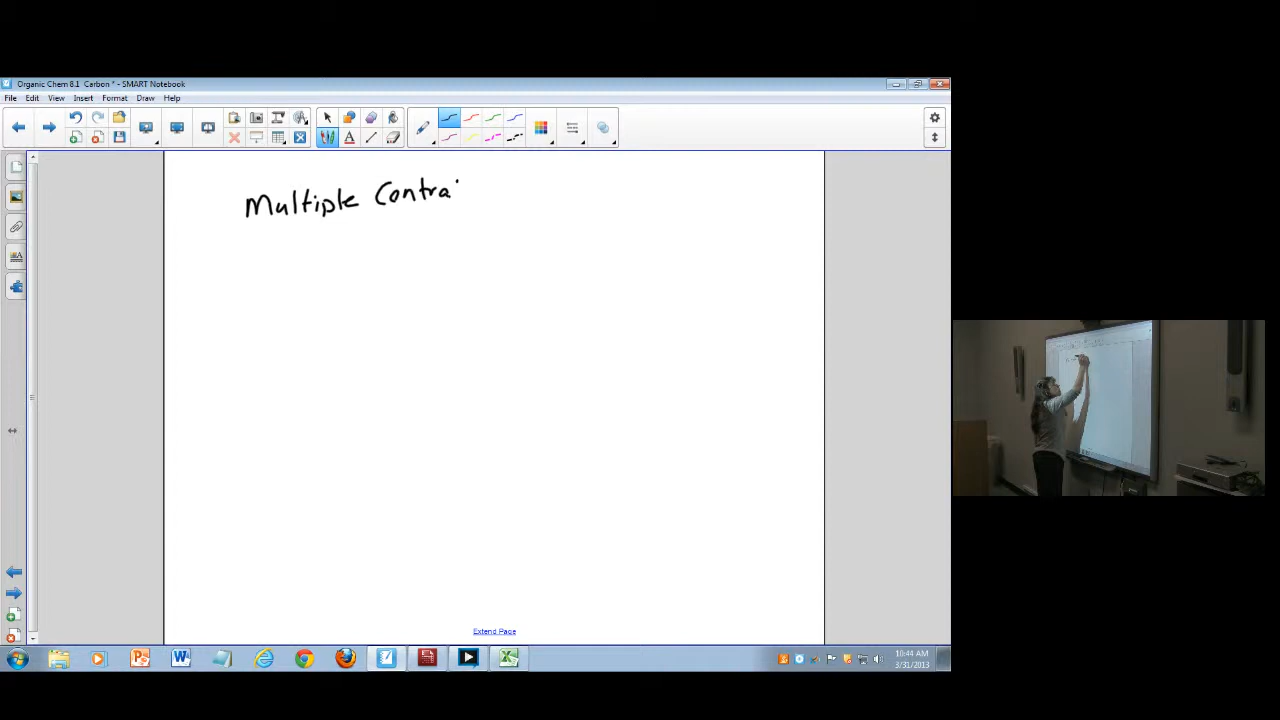 Organic Chem 8.1 Carbon * - SMART Notebook
File Edit View Insert Format Draw Help
Multiple Contrai
Extend Page
10:44 AM
3/31/2013